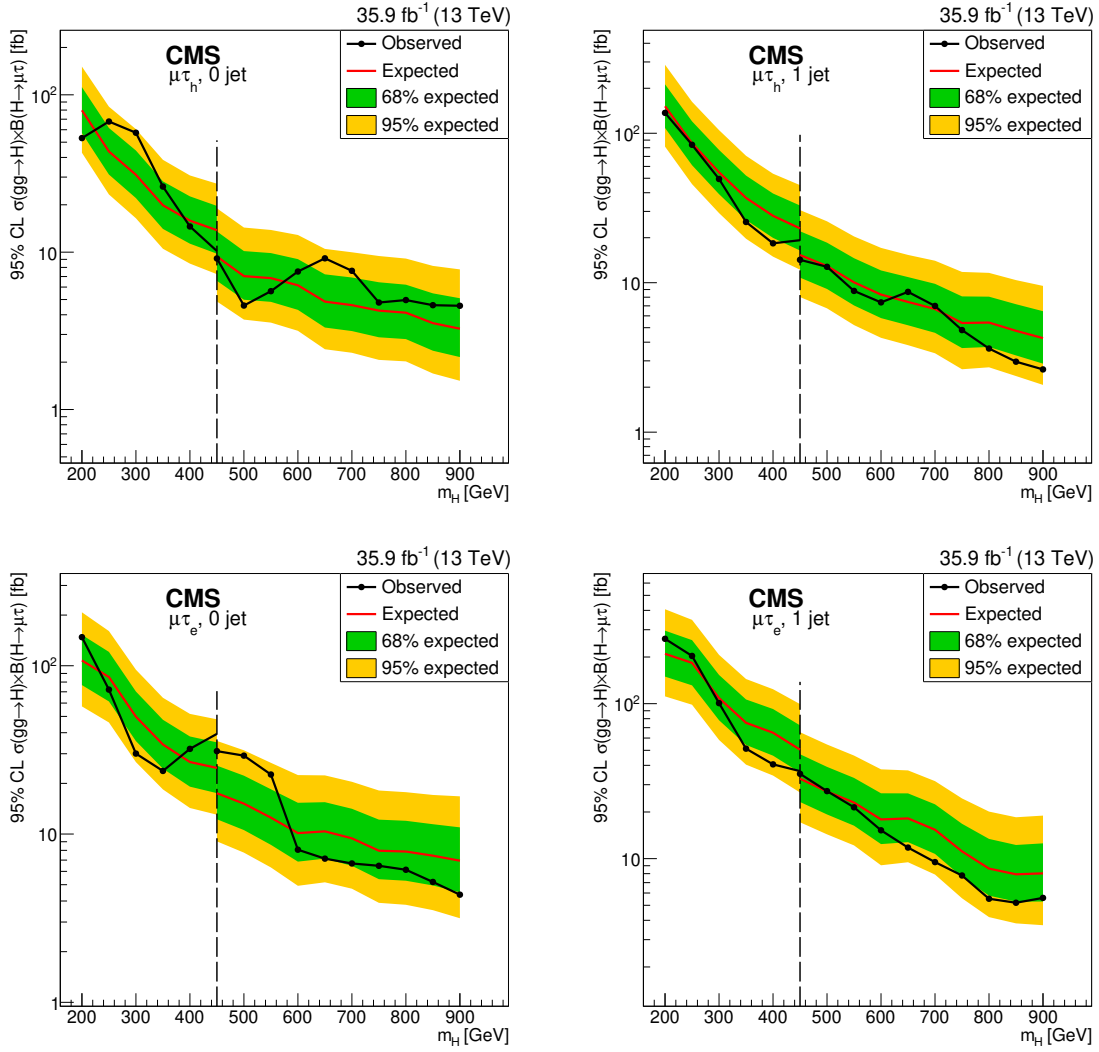 35.9 fb⁻¹ (13 TeV)
95% CL σ(gg→H)×B(H→μτ) [fb]
CMS
μτₕ, 0 jet
Observed
Expected
68% expected
95% expected
10²
10
1
200 300 400 500 600 700 800 900
m_H [GeV]
35.9 fb⁻¹ (13 TeV)
95% CL σ(gg→H)×B(H→μτ) [fb]
CMS
μτₕ, 1 jet
Observed
Expected
68% expected
95% expected
10²
10
1
200 300 400 500 600 700 800 900
m_H [GeV]
35.9 fb⁻¹ (13 TeV)
95% CL σ(gg→H)×B(H→μτ) [fb]
CMS
μτₑ, 0 jet
Observed
Expected
68% expected
95% expected
10²
10
1
200 300 400 500 600 700 800 900
m_H [GeV]
35.9 fb⁻¹ (13 TeV)
95% CL σ(gg→H)×B(H→μτ) [fb]
CMS
μτₑ, 1 jet
Observed
Expected
68% expected
95% expected
10²
10
200 300 400 500 600 700 800 900
m_H [GeV]